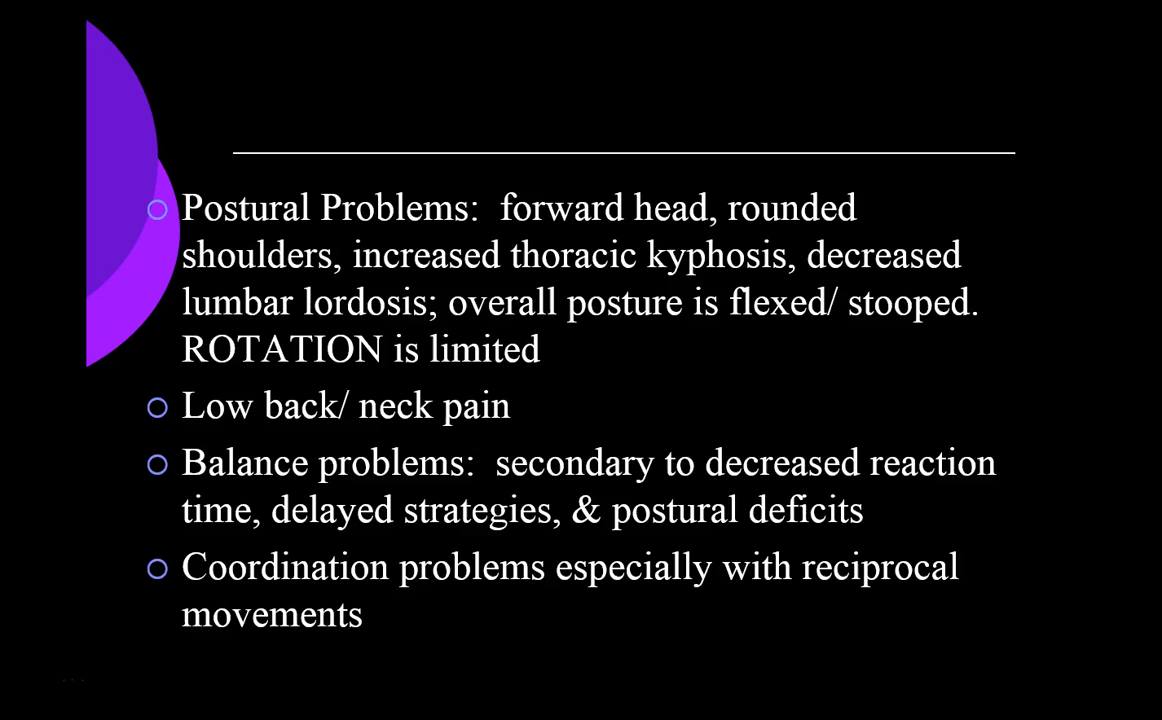 Postural Problems:  forward head, rounded
shoulders, increased thoracic kyphosis, decreased
lumbar lordosis; overall posture is flexed/ stooped.
ROTATION is limited
Low back/ neck pain
Balance problems:  secondary to decreased reaction
time, delayed strategies, & postural deficits
Coordination problems especially with reciprocal
movements